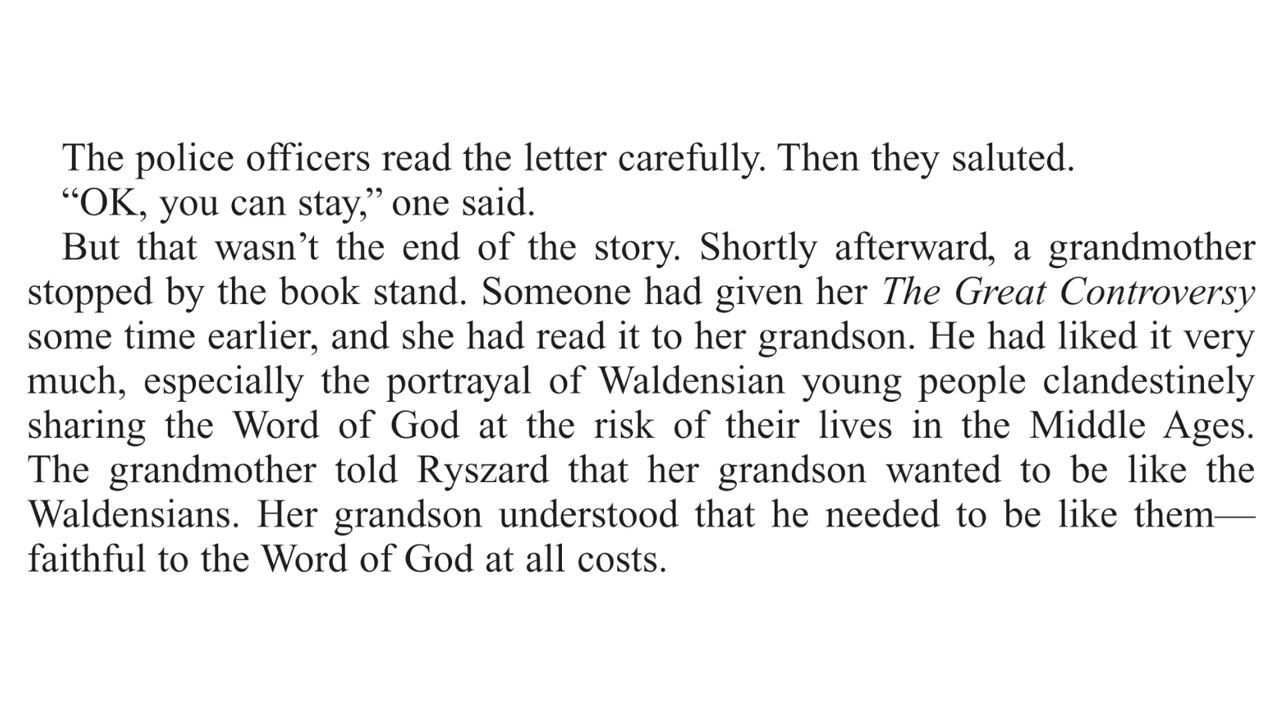 The police officers read the letter carefully. Then they saluted.
“OK, you can stay,” one said.
But that wasn’t the end of the story. Shortly afterward, a grandmother
stopped by the book stand. Someone had given her The Great Controversy
some time earlier, and she had read it to her grandson. He had liked it very
much, especially the portrayal of Waldensian young people clandestinely
sharing the Word of God at the risk of their lives in the Middle Ages.
The grandmother told Ryszard that her grandson wanted to be like the
Waldensians. Her grandson understood that he needed to be like them—
faithful to the Word of God at all costs.